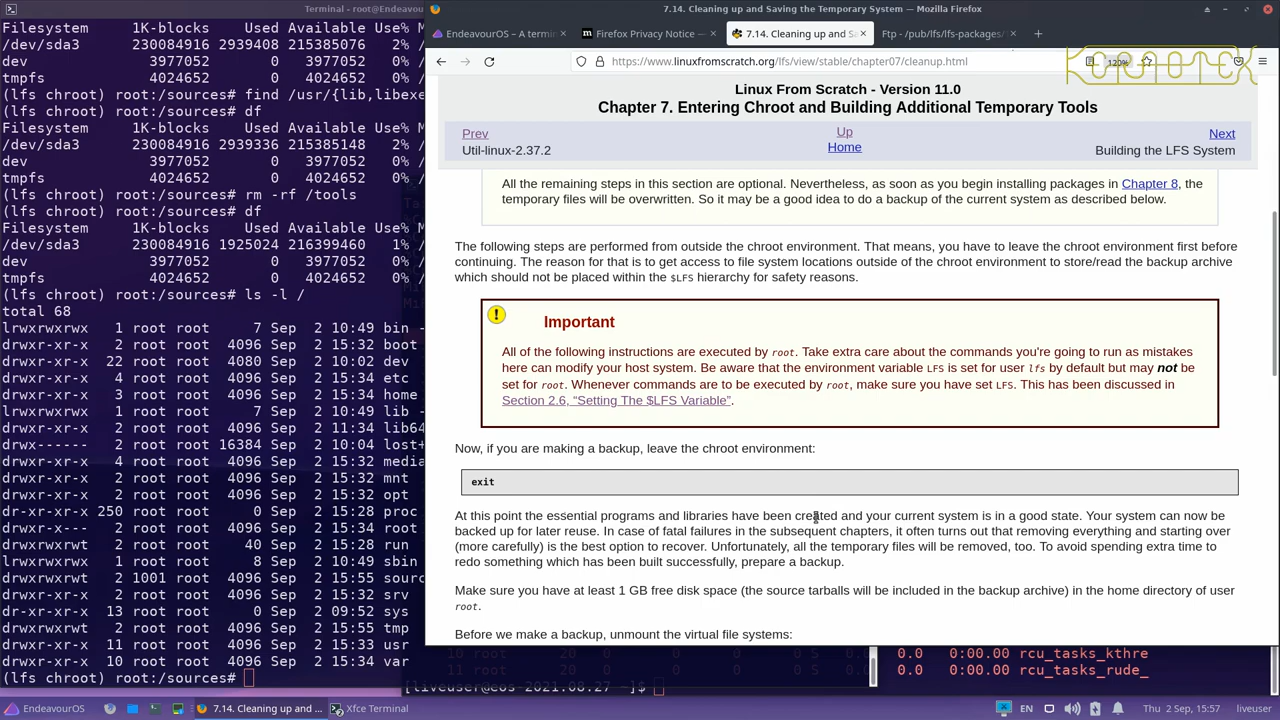 Terminal - root@Endeavour
Filesystem 1K-blocks Used Available Use% M
/dev/sda3 230084916 2939408 215385076 2% /
dev 3977052 0 3977052 0% /
tmpfs 4024652 0 4024652 0% /
(lfs chroot) root:/sources# find /usr/{lib,libexe
(lfs chroot) root:/sources# df
Filesystem 1K-blocks Used Available Use% M
/dev/sda3 230084916 2939336 215385148 2% /
dev 3977052 0 3977052 0% /
tmpfs 4024652 0 4024652 0% /
(lfs chroot) root:/sources# rm -rf /tools
(lfs chroot) root:/sources# df
Filesystem 1K-blocks Used Available Use% M
/dev/sda3 230084916 1925024 216399460 1% /
dev 3977052 0 3977052 0% /
tmpfs 4024652 0 4024652 0% /
(lfs chroot) root:/sources# ls -l /
total 68
lrwxrwxrwx 1 root root 7 Sep 2 10:49 bin -
drwxr-xr-x 2 root root 4096 Sep 2 15:32 boot
drwxr-xr-x 22 root root 4080 Sep 2 10:02 dev
drwxr-xr-x 4 root root 4096 Sep 2 15:34 etc
drwxr-xr-x 3 root root 4096 Sep 2 15:34 home
lrwxrwxrwx 1 root root 7 Sep 2 10:49 lib -
drwxr-xr-x 2 root root 4096 Sep 2 11:34 lib64
drwx------ 2 root root 16384 Sep 2 10:04 lost+
drwxr-xr-x 4 root root 4096 Sep 2 15:32 media
drwxr-xr-x 2 root root 4096 Sep 2 15:32 mnt
drwxr-xr-x 2 root root 4096 Sep 2 15:32 opt
dr-xr-xr-x 250 root root 0 Sep 2 15:28 proc
drwxr-x--- 2 root root 4096 Sep 2 15:34 root
drwxrwxrwt 2 root root 40 Sep 2 15:28 run
lrwxrwxrwx 1 root root 8 Sep 2 10:49 sbin
drwxrwxrwt 2 1001 root 4096 Sep 2 15:55 sourc
drwxr-xr-x 2 root root 4096 Sep 2 15:32 srv
dr-xr-xr-x 13 root root 0 Sep 2 09:52 sys
drwxrwxrwt 2 root root 4096 Sep 2 15:55 tmp
drwxr-xr-x 11 root root 4096 Sep 2 15:33 usr
drwxr-xr-x 10 root root 4096 Sep 2 15:34 var
(lfs chroot) root:/sources#
7.14. Cleaning up and Saving the Temporary System — Mozilla Firefox
EndeavourOS – A termi
Firefox Privacy Notice —
7.14. Cleaning up and Sa
Ftp - /pub/lfs/lfs-packages/
https://www.linuxfromscratch.org/lfs/view/stable/chapter07/cleanup.html
120%
KOMPOTEK
Linux From Scratch - Version 11.0
Chapter 7. Entering Chroot and Building Additional Temporary Tools
Prev Up Next
Util-linux-2.37.2 Home Building the LFS System
All the remaining steps in this section are optional. Nevertheless, as soon as you begin installing packages in Chapter 8, the
temporary files will be overwritten. So it may be a good idea to do a backup of the current system as described below.
The following steps are performed from outside the chroot environment. That means, you have to leave the chroot environment first before
continuing. The reason for that is to get access to file system locations outside of the chroot environment to store/read the backup archive
which should not be placed within the $LFS hierarchy for safety reasons.
Important
All of the following instructions are executed by root. Take extra care about the commands you're going to run as mistakes
here can modify your host system. Be aware that the environment variable LFS is set for user lfs by default but may not be
set for root. Whenever commands are to be executed by root, make sure you have set LFS. This has been discussed in
Section 2.6, “Setting The $LFS Variable”.
Now, if you are making a backup, leave the chroot environment:
exit
At this point the essential programs and libraries have been created and your current system is in a good state. Your system can now be
backed up for later reuse. In case of fatal failures in the subsequent chapters, it often turns out that removing everything and starting over
(more carefully) is the best option to recover. Unfortunately, all the temporary files will be removed, too. To avoid spending extra time to
redo something which has been built successfully, prepare a backup.
Make sure you have at least 1 GB free disk space (the source tarballs will be included in the backup archive) in the home directory of user
root.
Before we make a backup, unmount the virtual file systems:
10 root 20 0 0 0 S 0.0 0.0 0:00.00 rcu_tasks_kthre
11 root 20 0 0 0 S 0.0 0.0 0:00.00 rcu_tasks_rude_
[liveuser@eos-2021.08.27 ~]$
EndeavourOS
7.14. Cleaning up and ...
Xfce Terminal
EN
Thu 2 Sep, 15:57
liveuser